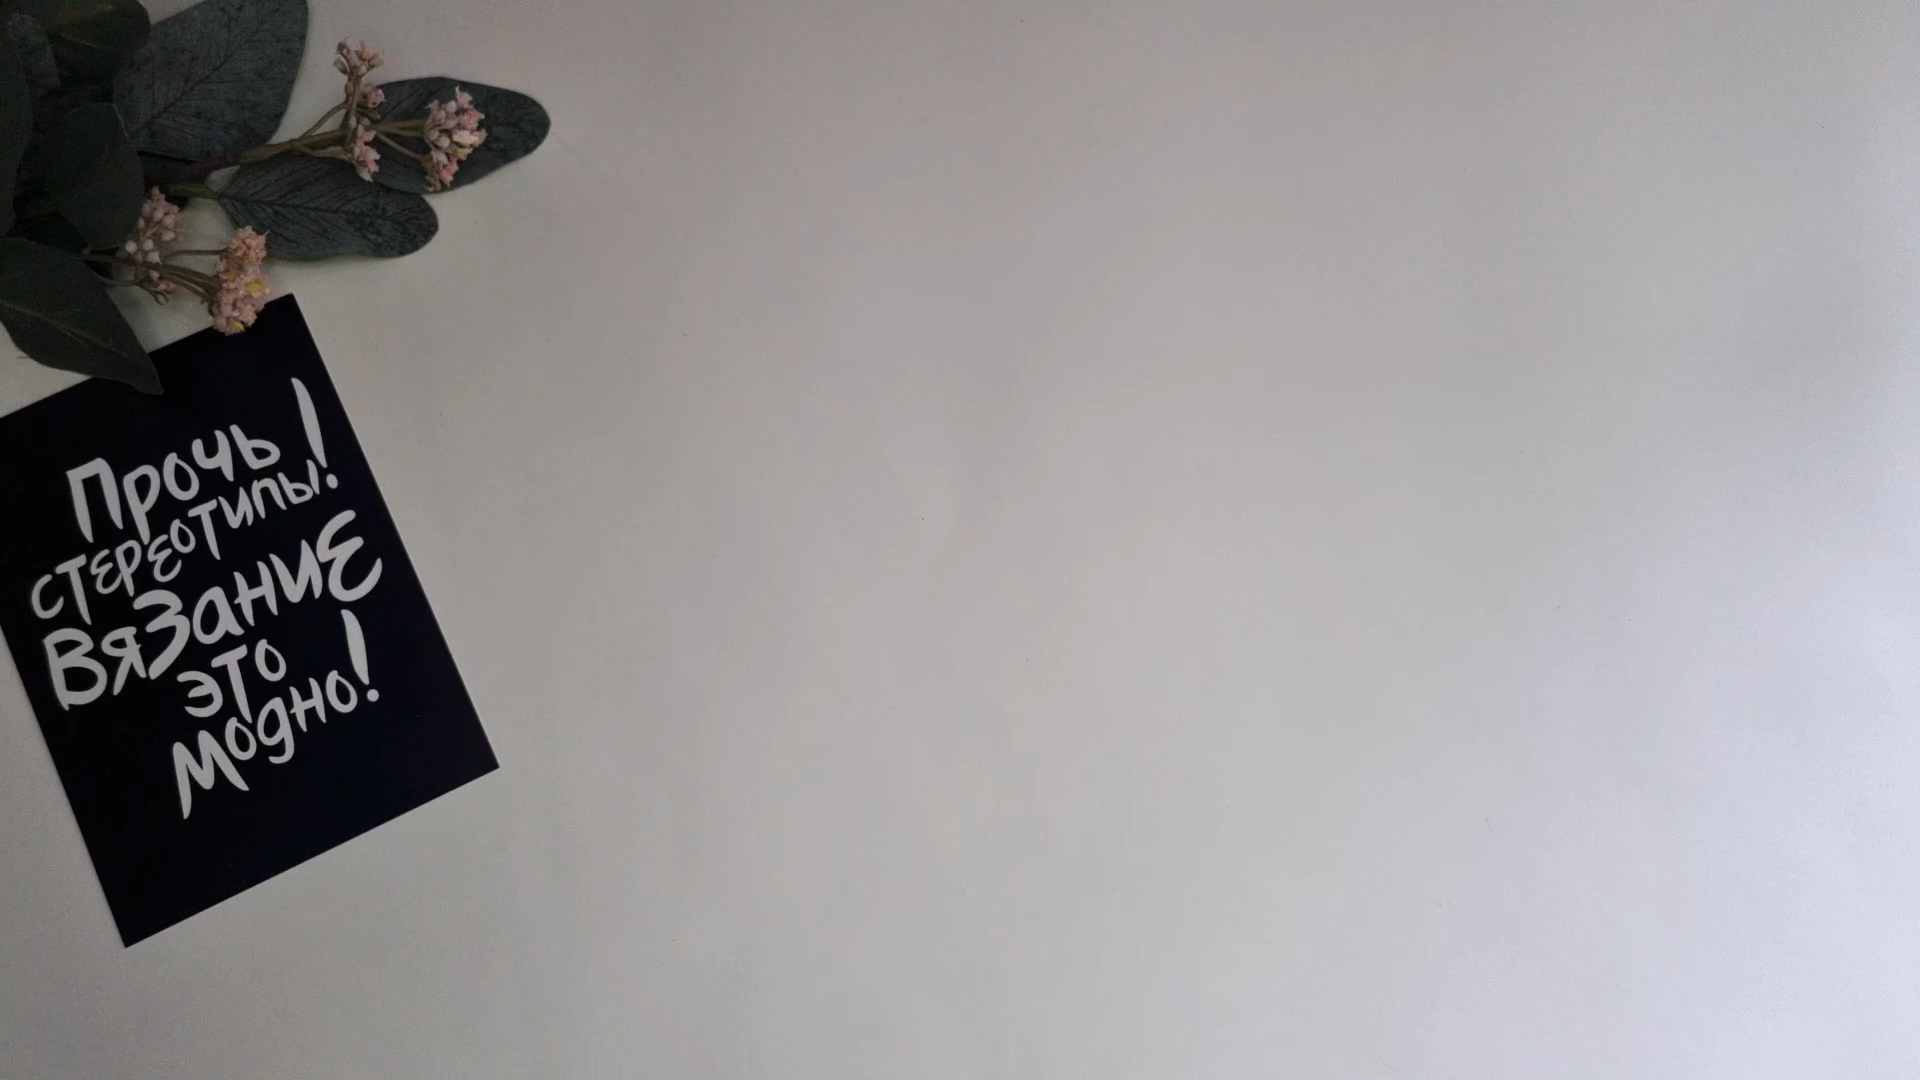 Прочь!
стереотипы!
Вязание
это
модно!